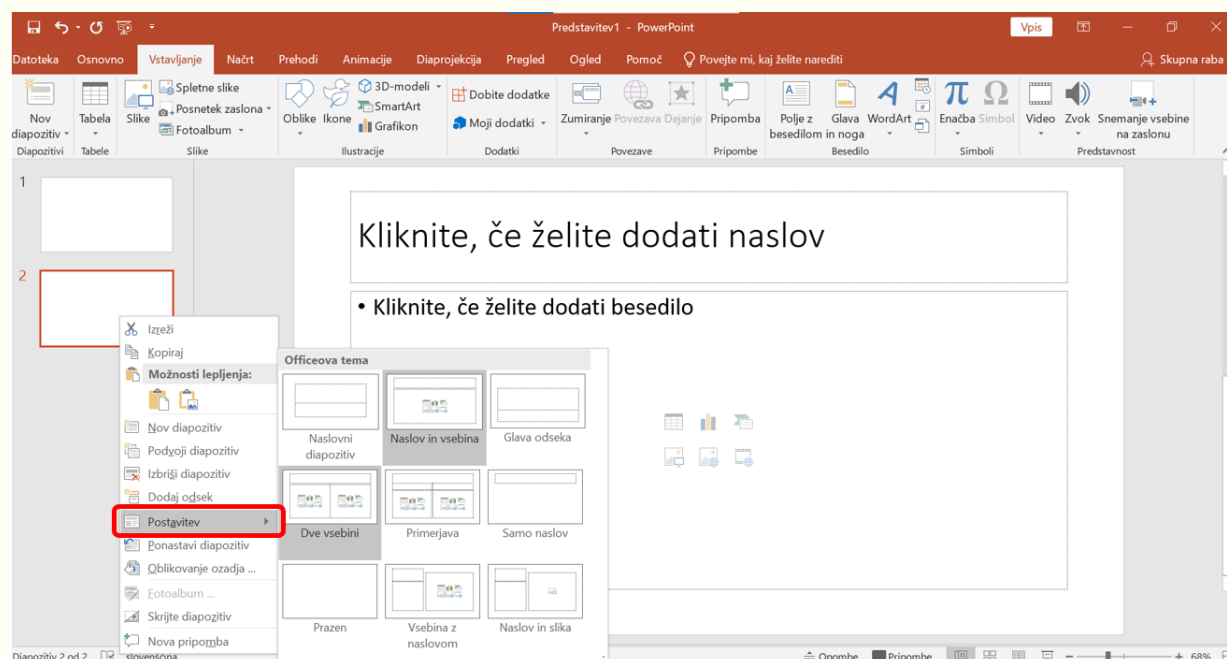 Predstavitev1 - PowerPoint
Vpis
Datoteka Osnovno Vstavljanje Načrt Prehodi Animacije Diaprojekcija Pregled Ogled Pomoč Povejte mi, kaj želite narediti Skupna raba
Nov diapozitiv
Tabela
Slike
Spletne slike
Posnetek zaslona
Fotoalbum
Oblike
Ikone
3D-modeli
SmartArt
Grafikon
Dobite dodatke
Moji dodatki
Zumiranje
Povezava
Dejanje
Pripomba
Polje z besedilom
Glava in noga
WordArt
Enačba
Simbol
Video
Zvok
Snemanje vsebine na zaslonu
Diapozitivi Tabele Slike Ilustracije Dodatki Povezave Pripombe Besedilo Simboli Predstavnost
1
2
Kliknite, če želite dodati naslov
• Kliknite, če želite dodati besedilo
Izreži
Kopiraj
Možnosti lepljenja:
Nov diapozitiv
Podvoji diapozitiv
Izbriši diapozitiv
Dodaj odsek
Postavitev
Ponastavi diapozitiv
Oblikovanje ozadja ...
Fotoalbum ...
Skrijte diapozitiv
Nova pripomba
Officeova tema
Naslovni diapozitiv
Naslov in vsebina
Glava odseka
Dve vsebini
Primerjava
Samo naslov
Prazen
Vsebina z naslovom
Naslov in slika
Diapozitiv 2 od 2 slovenščina Opombe Pripombe 68%